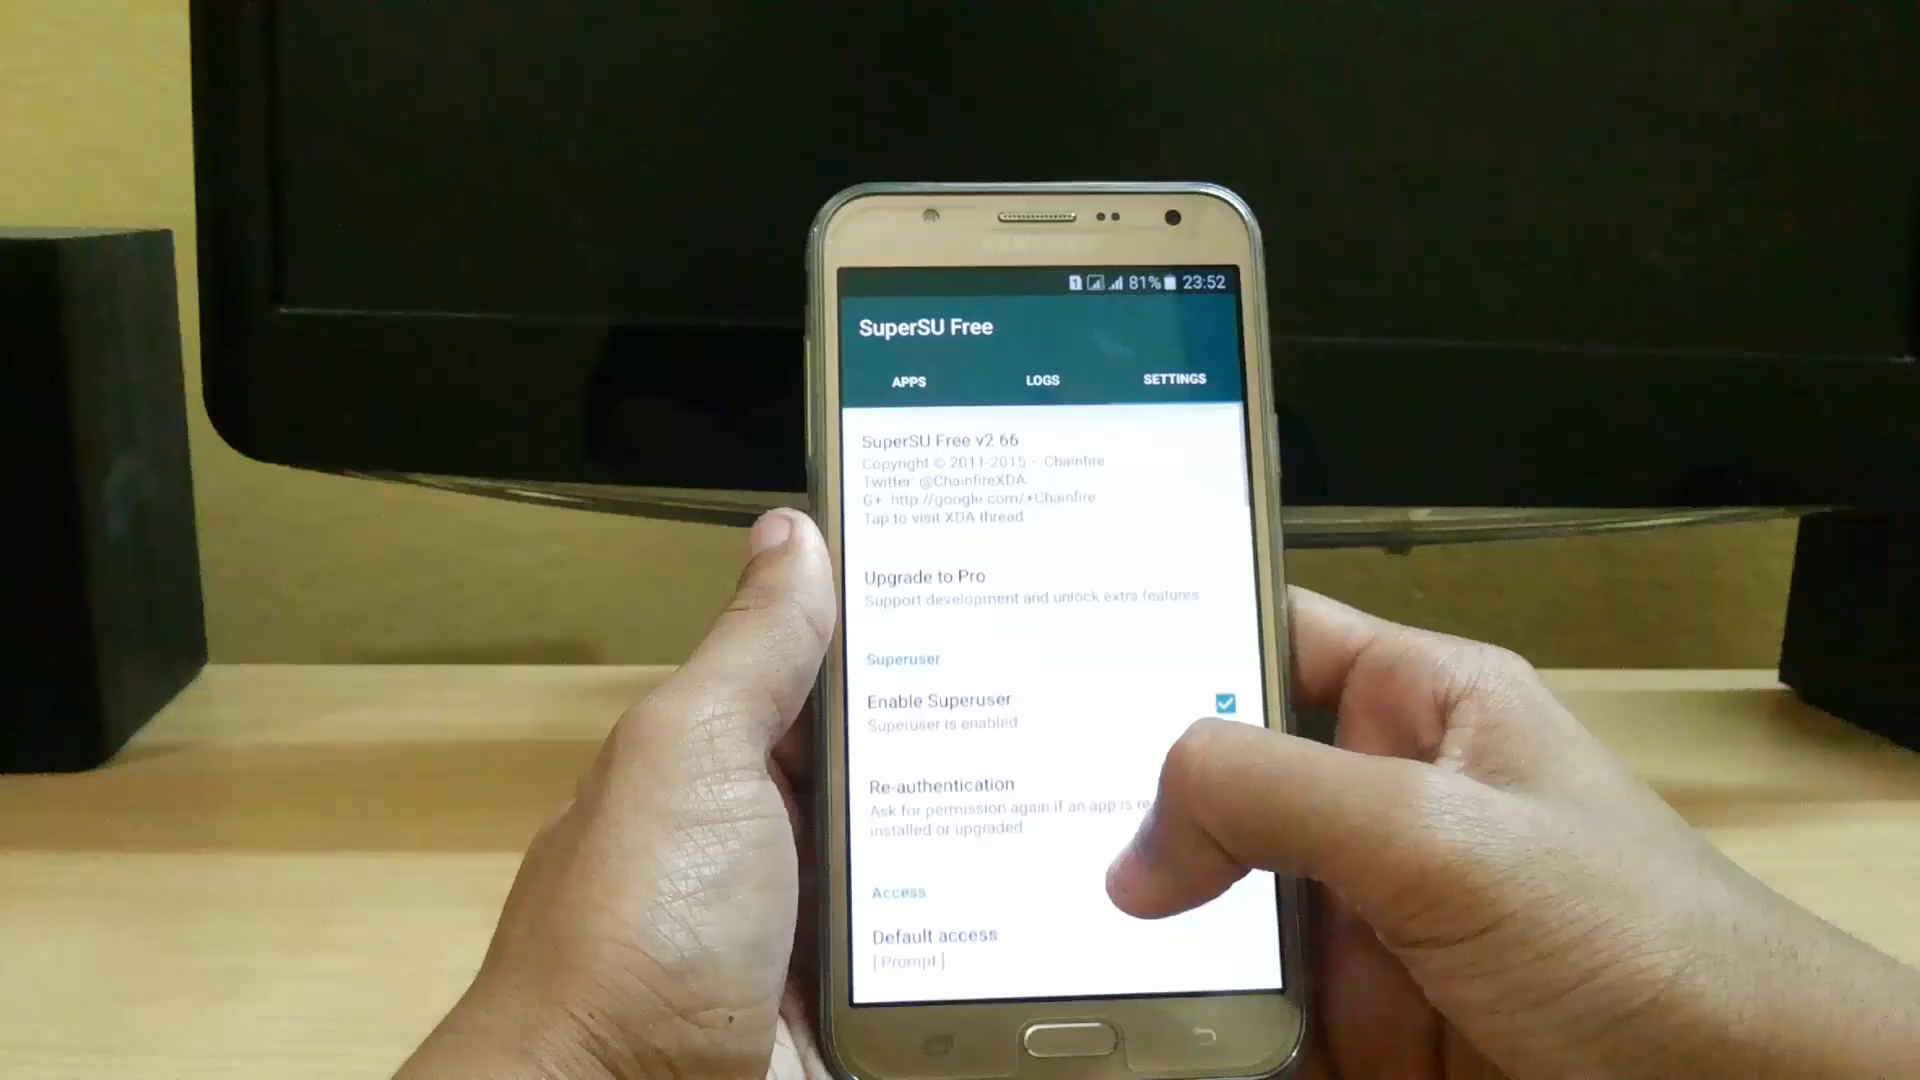 1 81% 23:52
SuperSU Free
APPS LOGS SETTINGS
SuperSU Free v2 66
Copyright © 2011-2015 - Chainfire
Twitter @ChainfireXDA
G+ http://google.com/+Chainfire
Tap to visit XDA thread
Upgrade to Pro
Support development and unlock extra features
Superuser
Enable Superuser
Superuser is enabled
Re-authentication
Ask for permission again if an app is
installed or upgraded
Access
Default access
[ Prompt ]